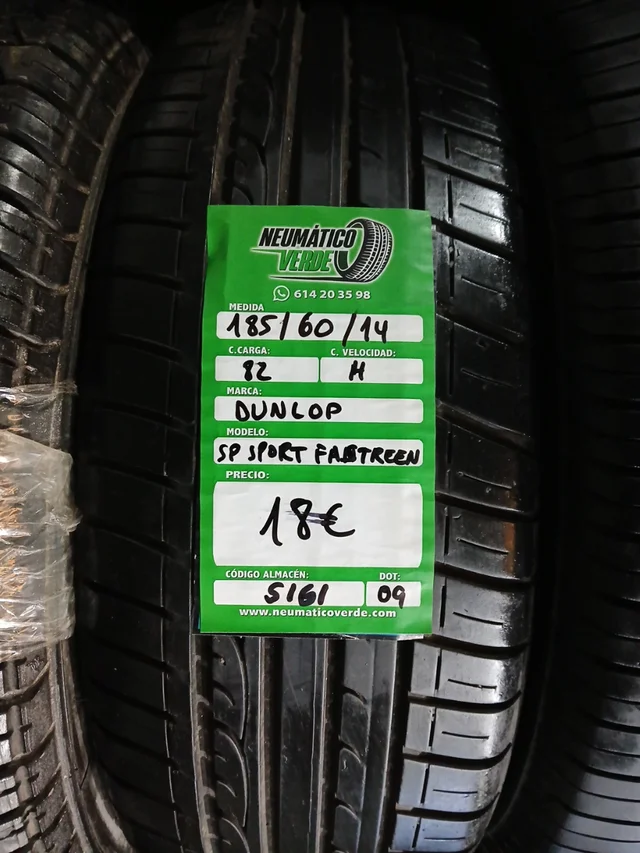 NEUMÁTICO
VERDE
614 20 35 98
MEDIDA
185/60/14
C.CARGA: C. VELOCIDAD:
82 H
MARCA:
DUNLOP
MODELO:
SP SPORT FASTREEN
PRECIO:
18€
CÓDIGO ALMACÉN: DOT:
5161 09
www.neumaticoverde.com